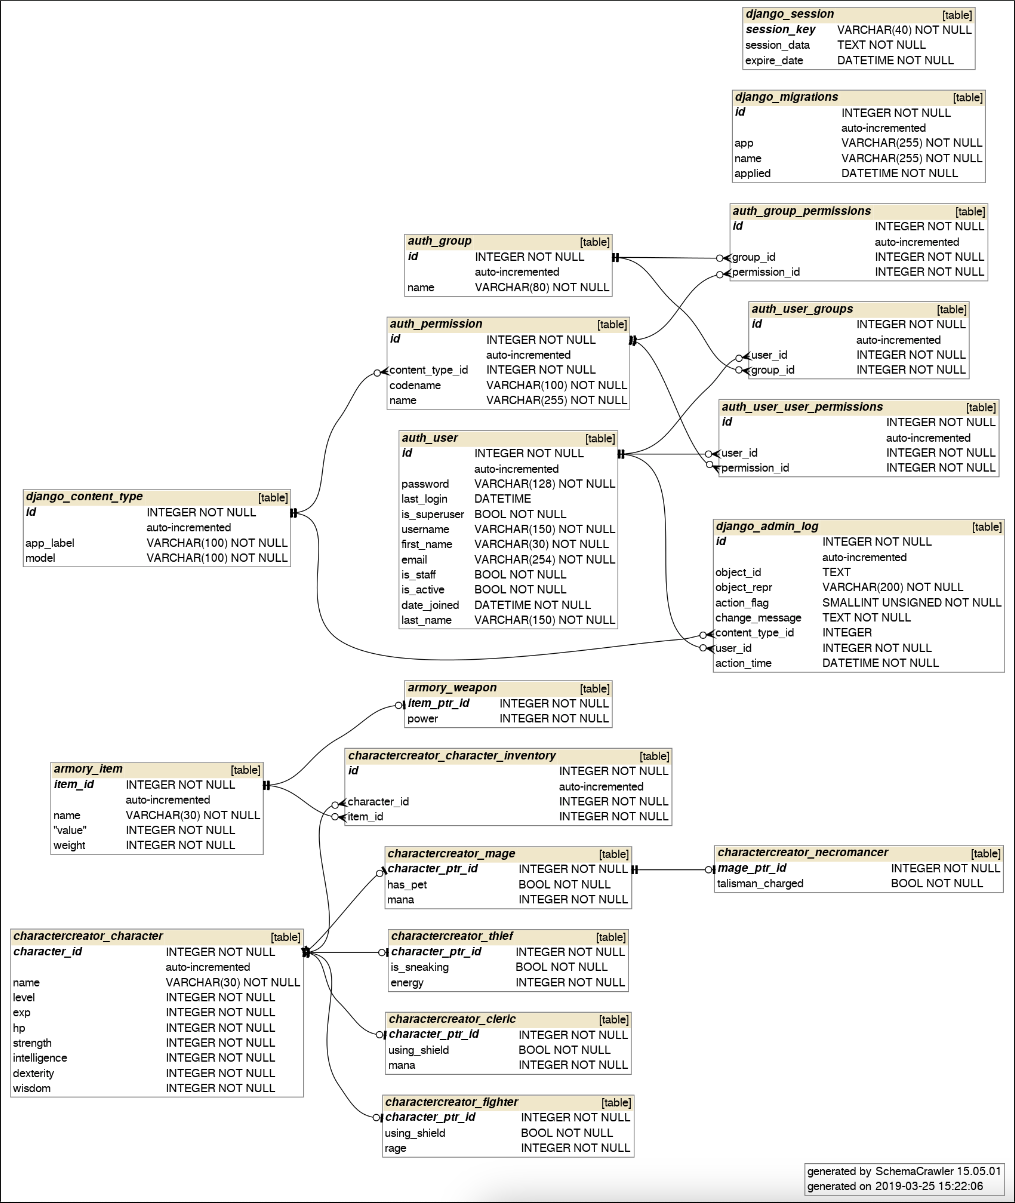 django_session [table]
session_key VARCHAR(40) NOT NULL
session_data TEXT NOT NULL
expire_date DATETIME NOT NULL
django_migrations [table]
id INTEGER NOT NULL
auto-incremented
app VARCHAR(255) NOT NULL
name VARCHAR(255) NOT NULL
applied DATETIME NOT NULL
auth_group_permissions [table]
id INTEGER NOT NULL
auto-incremented
group_id INTEGER NOT NULL
permission_id INTEGER NOT NULL
auth_group [table]
id INTEGER NOT NULL
auto-incremented
name VARCHAR(80) NOT NULL
auth_user_groups [table]
id INTEGER NOT NULL
auto-incremented
user_id INTEGER NOT NULL
group_id INTEGER NOT NULL
auth_permission [table]
id INTEGER NOT NULL
auto-incremented
content_type_id INTEGER NOT NULL
codename VARCHAR(100) NOT NULL
name VARCHAR(255) NOT NULL
auth_user_user_permissions [table]
id INTEGER NOT NULL
auto-incremented
user_id INTEGER NOT NULL
permission_id INTEGER NOT NULL
auth_user [table]
id INTEGER NOT NULL
auto-incremented
password VARCHAR(128) NOT NULL
last_login DATETIME
is_superuser BOOL NOT NULL
username VARCHAR(150) NOT NULL
first_name VARCHAR(30) NOT NULL
email VARCHAR(254) NOT NULL
is_staff BOOL NOT NULL
is_active BOOL NOT NULL
date_joined DATETIME NOT NULL
last_name VARCHAR(150) NOT NULL
django_content_type [table]
id INTEGER NOT NULL
auto-incremented
app_label VARCHAR(100) NOT NULL
model VARCHAR(100) NOT NULL
django_admin_log [table]
id INTEGER NOT NULL
auto-incremented
object_id TEXT
object_repr VARCHAR(200) NOT NULL
action_flag SMALLINT UNSIGNED NOT NULL
change_message TEXT NOT NULL
content_type_id INTEGER
user_id INTEGER NOT NULL
action_time DATETIME NOT NULL
armory_weapon [table]
item_ptr_id INTEGER NOT NULL
power INTEGER NOT NULL
charactercreator_character_inventory [table]
id INTEGER NOT NULL
auto-incremented
character_id INTEGER NOT NULL
item_id INTEGER NOT NULL
armory_item [table]
item_id INTEGER NOT NULL
auto-incremented
name VARCHAR(30) NOT NULL
"value" INTEGER NOT NULL
weight INTEGER NOT NULL
charactercreator_mage [table]
character_ptr_id INTEGER NOT NULL
has_pet BOOL NOT NULL
mana INTEGER NOT NULL
charactercreator_necromancer [table]
mage_ptr_id INTEGER NOT NULL
talisman_charged BOOL NOT NULL
charactercreator_character [table]
character_id INTEGER NOT NULL
auto-incremented
name VARCHAR(30) NOT NULL
level INTEGER NOT NULL
exp INTEGER NOT NULL
hp INTEGER NOT NULL
strength INTEGER NOT NULL
intelligence INTEGER NOT NULL
dexterity INTEGER NOT NULL
wisdom INTEGER NOT NULL
charactercreator_thief [table]
character_ptr_id INTEGER NOT NULL
is_sneaking BOOL NOT NULL
energy INTEGER NOT NULL
charactercreator_cleric [table]
character_ptr_id INTEGER NOT NULL
using_shield BOOL NOT NULL
mana INTEGER NOT NULL
charactercreator_fighter [table]
character_ptr_id INTEGER NOT NULL
using_shield BOOL NOT NULL
rage INTEGER NOT NULL
generated by SchemaCrawler 15.05.01
generated on 2019-03-25 15:22:06